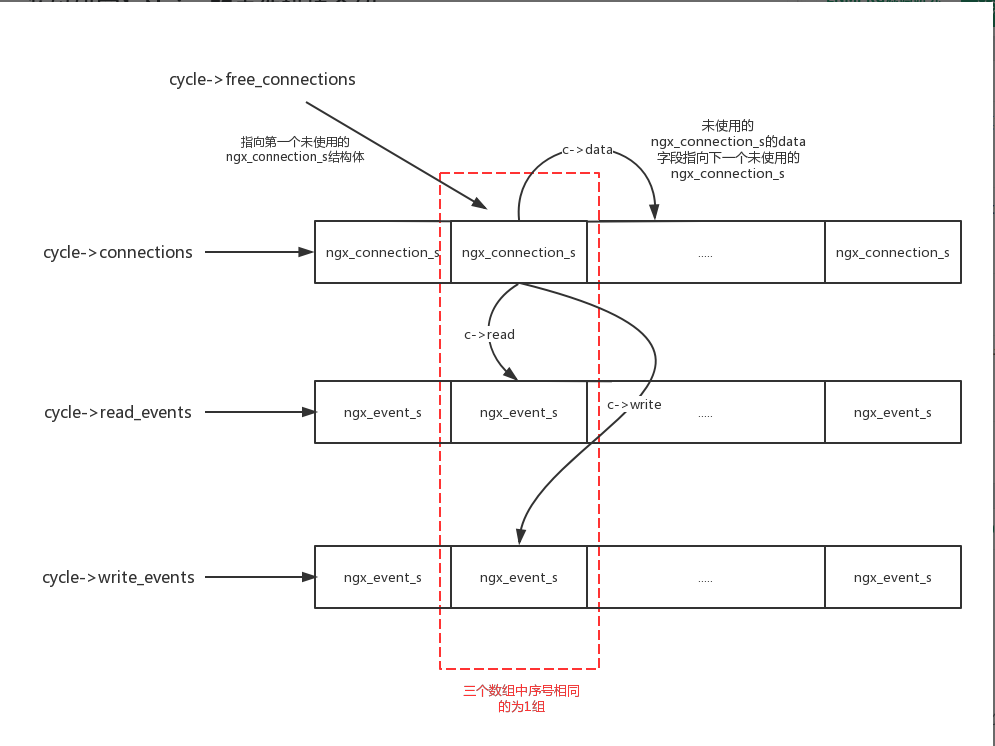 cycle->free_connections
指向第一个未使用的
ngx_connection_s结构体
c->data
未使用的
ngx_connection_s的data
字段指向下一个未使用的
ngx_connection_s
cycle->connections
ngx_connection_s
ngx_connection_s
.....
ngx_connection_s
c->read
cycle->read_events
ngx_event_s
ngx_event_s
c->write
.....
ngx_event_s
cycle->write_events
ngx_event_s
ngx_event_s
.....
ngx_event_s
三个数组中序号相同
的为1组